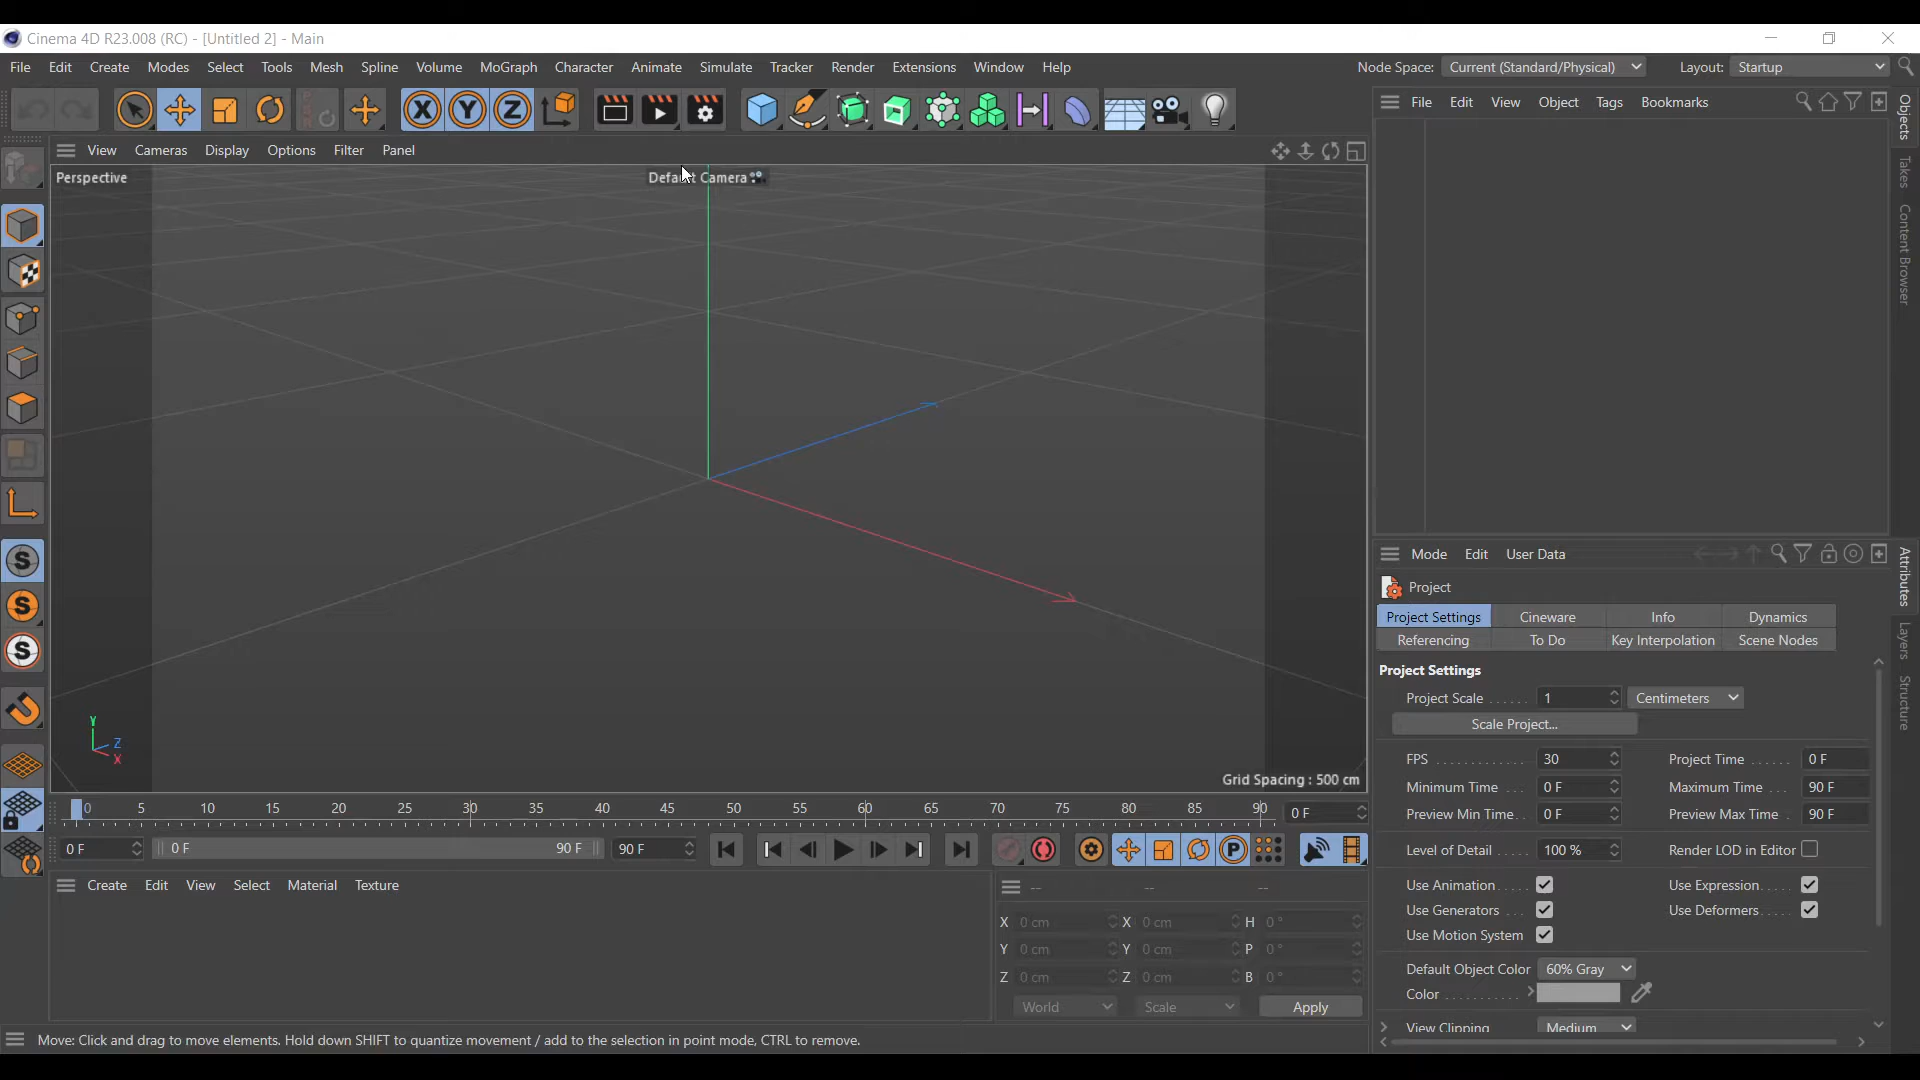 Cinema 4D R23.008 (RC) - [Untitled 2] - Main
File Edit Create Modes Select Tools Mesh Spline Volume MoGraph Character Animate Simulate Tracker Render Extensions Window Help Node Space: Current (Standard/Physical) Layout: Startup
X Y Z
File Edit View Object Tags Bookmarks
View Cameras Display Options Filter Panel
Perspective
Default Camera
Objects
Takes
Content Browser
S
S
S
Y
Z
X
Grid Spacing : 500 cm
Mode Edit User Data
Attributes
Layers
Structure
Project
Project Settings Cineware Info Dynamics
Referencing To Do Key Interpolation Scene Nodes
Project Settings
Project Scale 1 Centimeters
Scale Project...
FPS 30 Project Time 0 F
Minimum Time 0 F Maximum Time 90 F
Preview Min Time 0 F Preview Max Time 90 F
Level of Detail 100 % Render LOD in Editor
Use Animation Use Expression
Use Generators Use Deformers
Use Motion System
Default Object Color 60% Gray
Color
View Clipping Medium
0 5 10 15 20 25 30 35 40 45 50 55 60 65 70 75 80 85 90 0 F
0 F 0 F 90 F 90 F P
Create Edit View Select Material Texture
-- -- --
X 0 cm X 0 cm H 0 °
Y 0 cm Y 0 cm P 0 °
Z 0 cm Z 0 cm B 0 °
World Scale Apply
Move: Click and drag to move elements. Hold down SHIFT to quantize movement / add to the selection in point mode, CTRL to remove.